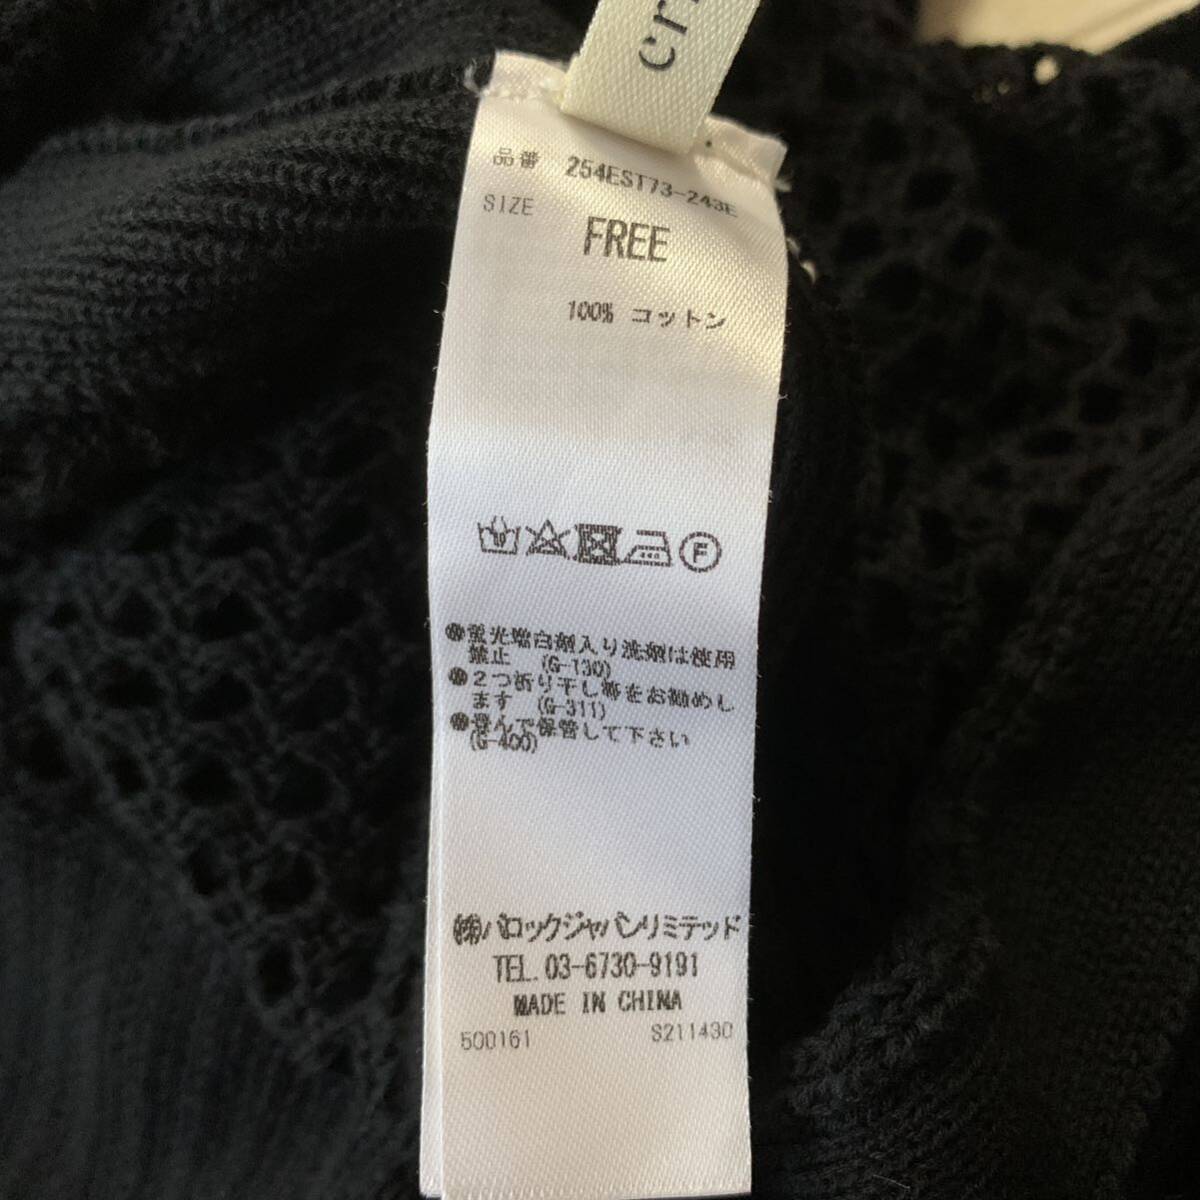 品番 254EST73-243E
SIZE FREE
100% コットン
F
蛍光増白剤入り洗剤は使用
禁止 (G-130)
2つ折り干し等をお勧めし
ます (G-311)
畳んで保管して下さい
(G-400)
㈱バロックジャパンリミテッド
TEL.03-6730-9191
MADE IN CHINA
500161 S211430